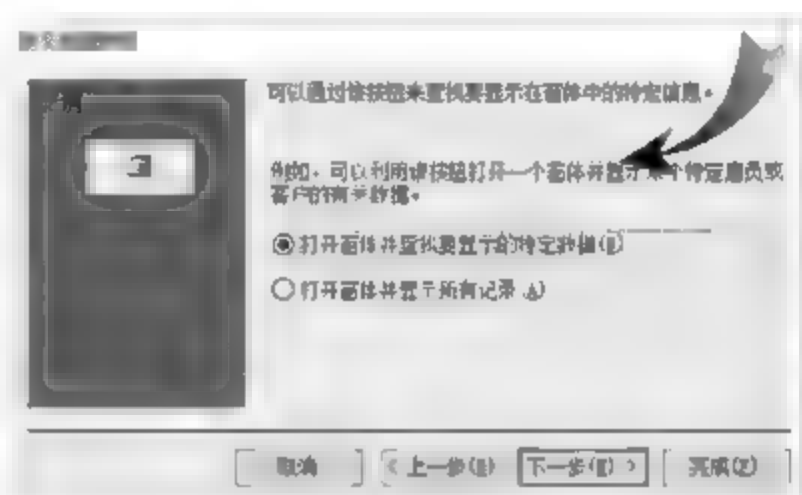 可以通过该按钮来查找要显示在窗体中的特定信息。
例如，可以利用该按钮打开一个窗体并显示某个特定雇员或
客户的有关数据。
打开窗体并查找要显示的特定数据(D)
打开窗体并显示所有记录(A)
取消 < 上一步(B) 下一步(N) > 完成(F)